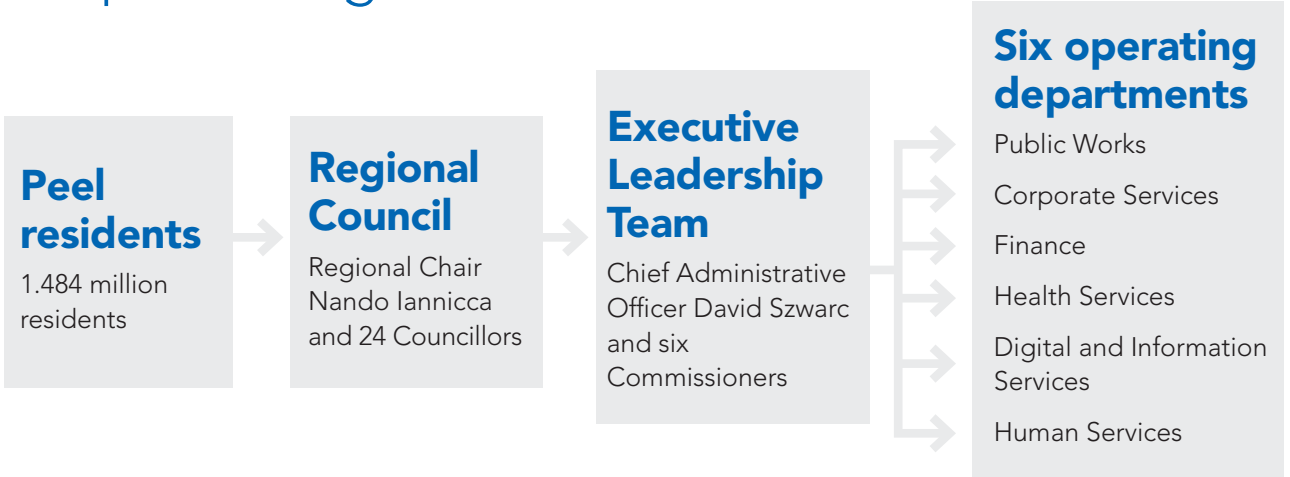 Peel
residents
1.484 million
residents
Regional
Council
Regional Chair
Nando Iannicca
and 24 Councillors
Executive
Leadership
Team
Chief Administrative
Officer David Szwarc
and six
Commissioners
Six operating
departments
Public Works
Corporate Services
Finance
Health Services
Digital and Information
Services
Human Services